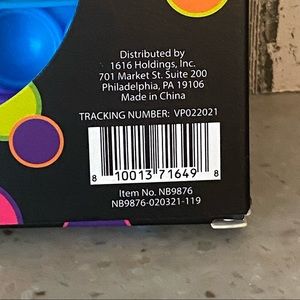 Distributed by
1616 Holdings, Inc.
701 Market St. Suite 200
Philadelphia, PA 19106
Made in China
TRACKING NUMBER: VP022021
8 10013 71649 8
Item No. NB9876
NB9876-020321-119